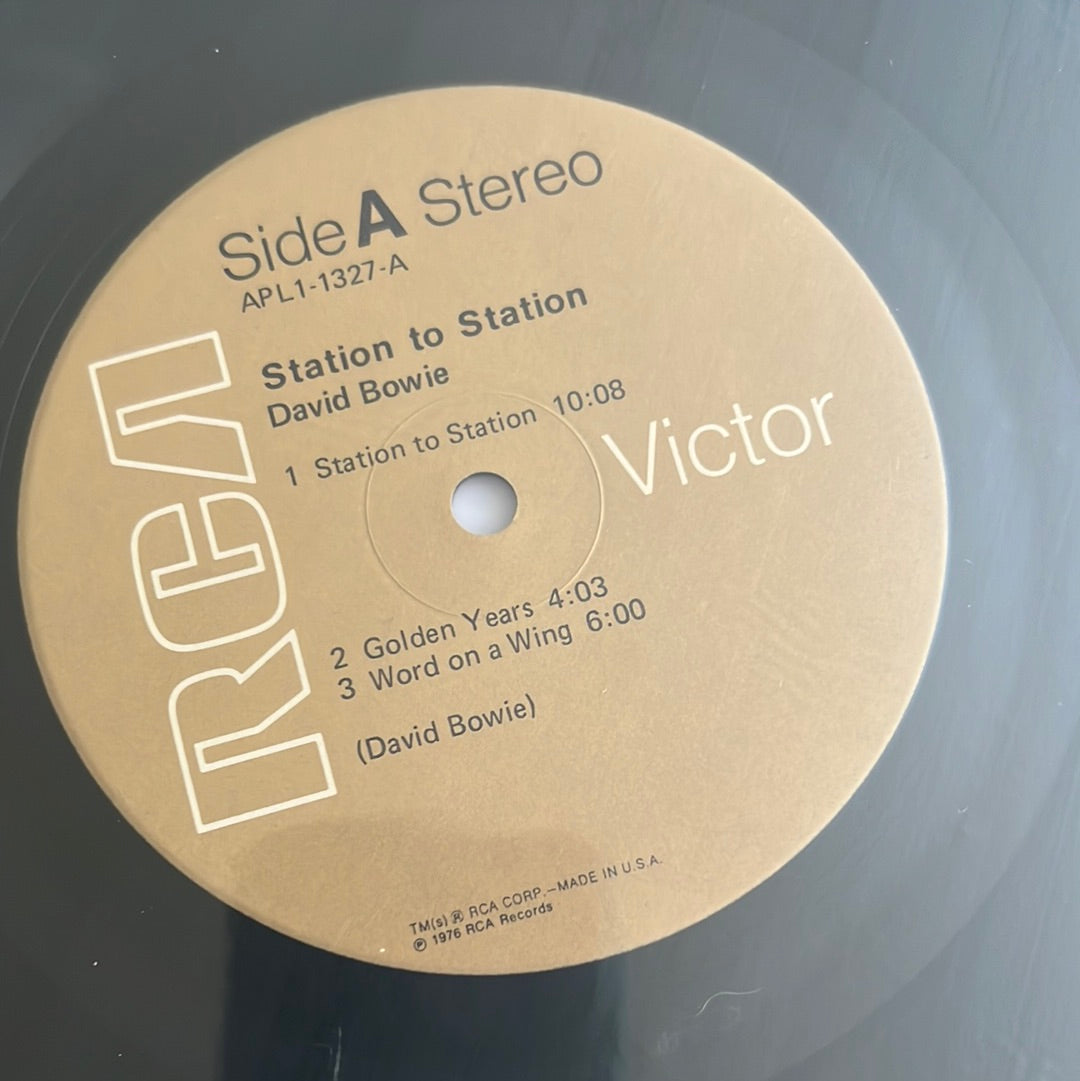 Side A Stereo
APL1-1327-A
Station to Station
David Bowie
1 Station to Station 10:08
RCA
Victor
2 Golden Years 4:03
3 Word on a Wing 6:00
(David Bowie)
TM(s) ® RCA CORP.—MADE IN U.S.A.
℗ 1976 RCA Records